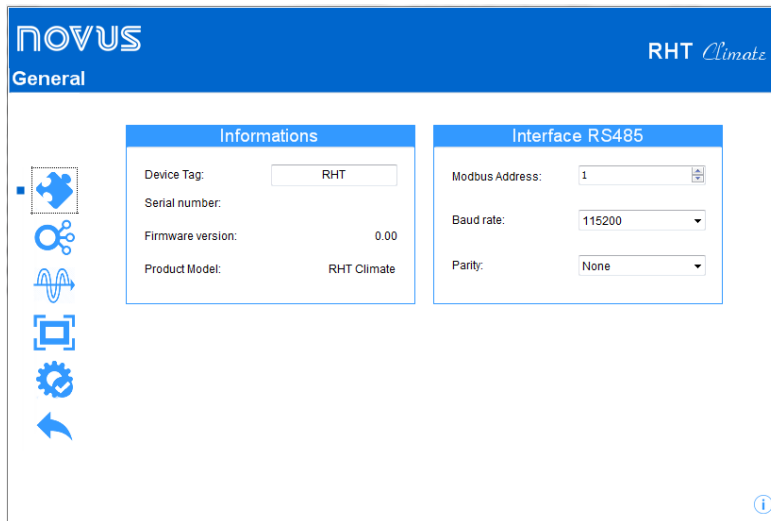 NOVUS
RHT Climate
General
Informations
Device Tag: RHT
Serial number:
Firmware version: 0.00
Product Model: RHT Climate
Interface RS485
Modbus Address: 1
Baud rate: 115200
Parity: None
i